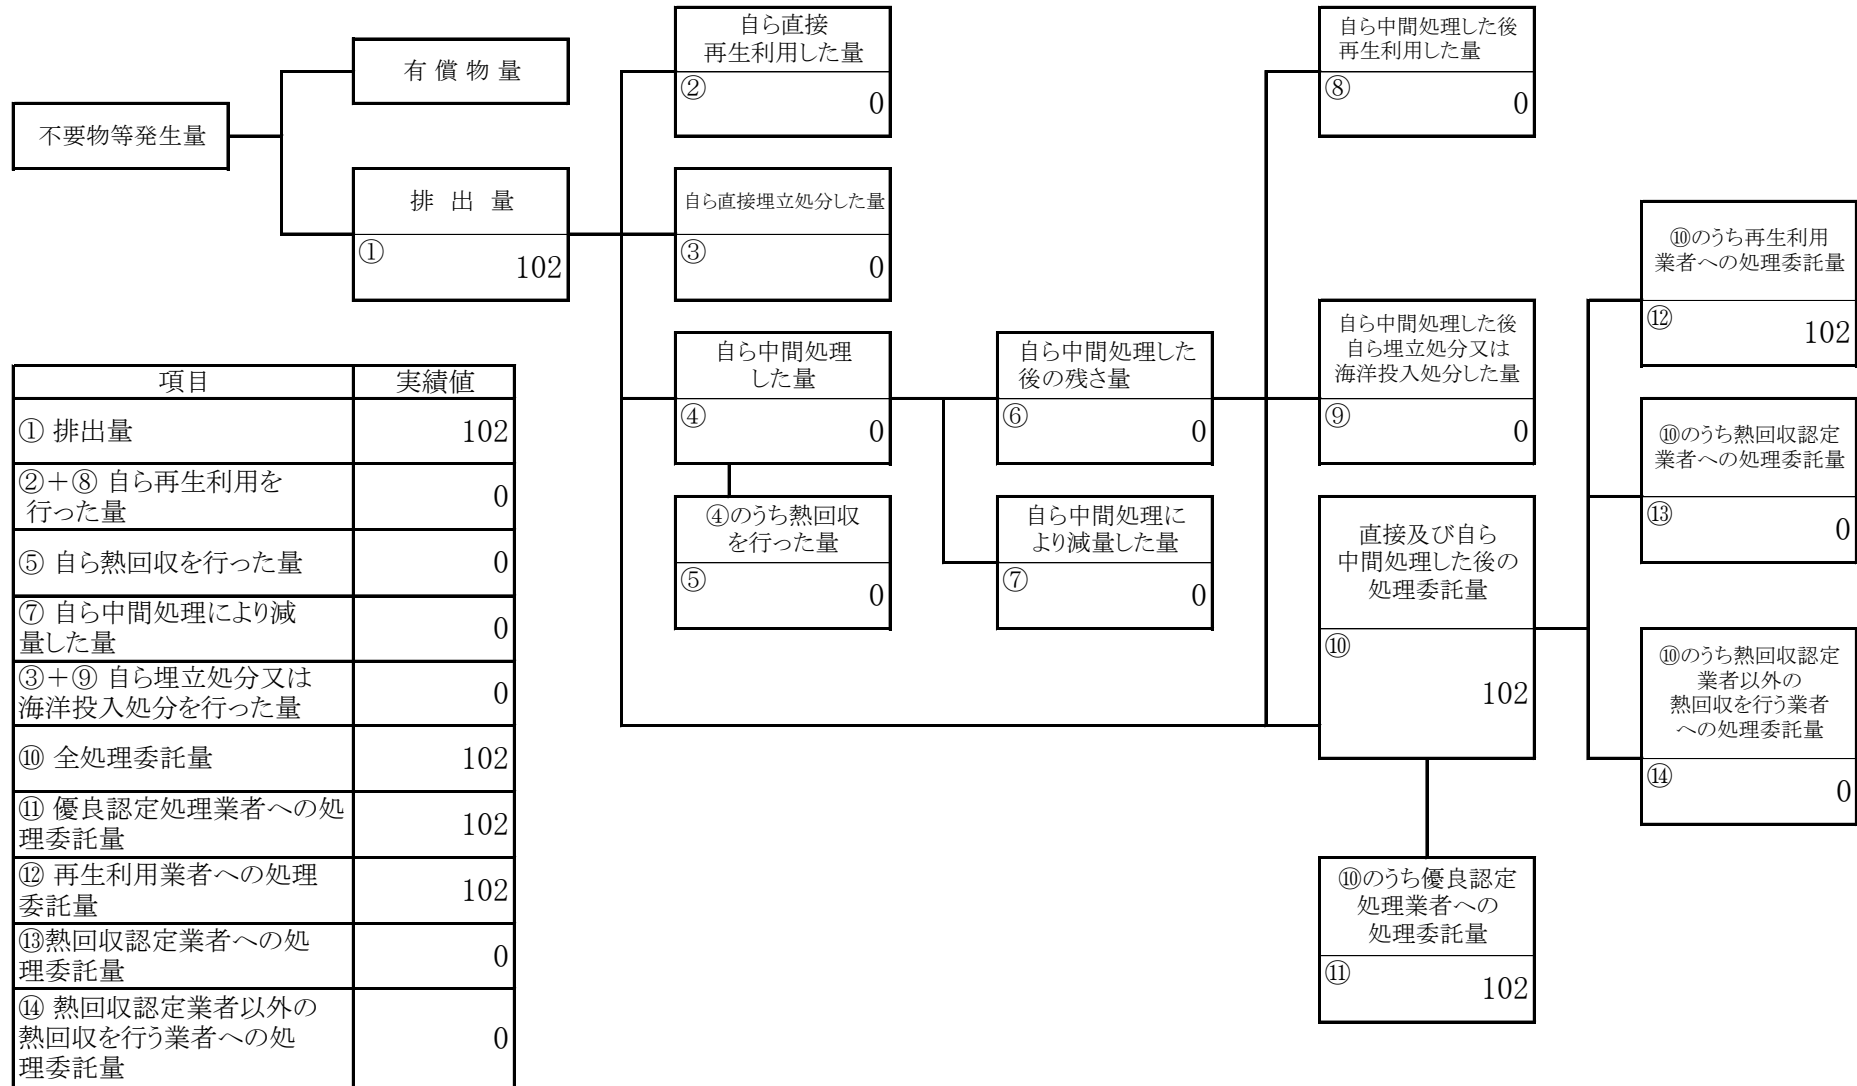 不要物等発生量
有 償 物 量
排 出 量
①
102
自ら直接
再生利用した量
②
0
自ら直接埋立処分した量
③
0
自ら中間処理
した量
④
0
④のうち熱回収
を行った量
⑤
0
自ら中間処理した
後の残さ量
⑥
0
自ら中間処理に
より減量した量
⑦
0
自ら中間処理した後
再生利用した量
⑧
0
自ら中間処理した後
自ら埋立処分又は
海洋投入処分した量
⑨
0
直接及び自ら
中間処理した後の
処理委託量
⑩
102
⑩のうち優良認定
処理業者への
処理委託量
⑪
102
⑩のうち再生利用
業者への処理委託量
⑫
102
⑩のうち熱回収認定
業者への処理委託量
⑬
0
⑩のうち熱回収認定
業者以外の
熱回収を行う業者
への処理委託量
⑭
0
項目 実績値
① 排出量 102
②＋⑧ 自ら再生利用を
行った量 0
⑤ 自ら熱回収を行った量 0
⑦ 自ら中間処理により減
量した量 0
③＋⑨ 自ら埋立処分又は
海洋投入処分を行った量 0
⑩ 全処理委託量 102
⑪ 優良認定処理業者への処
理委託量 102
⑫ 再生利用業者への処理
委託量 102
⑬熱回収認定業者への処
理委託量 0
⑭ 熱回収認定業者以外の
熱回収を行う業者への処
理委託量 0